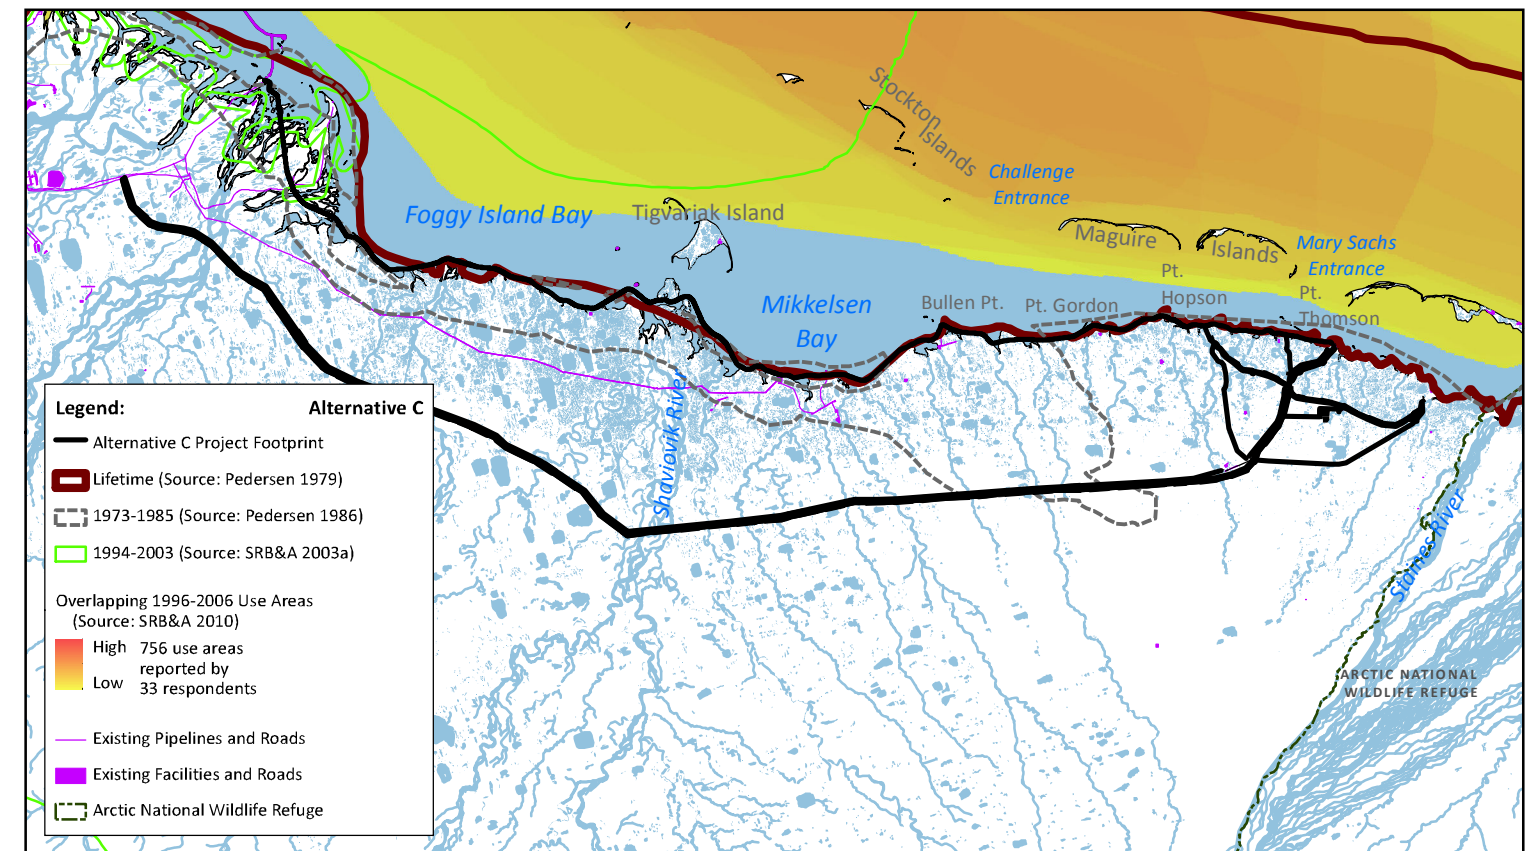 Stockton
Islands
Challenge
Entrance
Foggy Island Bay
Tigvariak Island
Maguire
Islands
Mary Sachs
Entrance
Pt.
Hopson
Pt.
Thomson
Mikkelsen
Bay
Bullen Pt.
Pt. Gordon
Shaviovik River
Staines River
ARCTIC NATIONAL
WILDLIFE REFUGE
Legend:
Alternative C
Alternative C Project Footprint
Lifetime (Source: Pedersen 1979)
1973-1985 (Source: Pedersen 1986)
1994-2003 (Source: SRB&A 2003a)
Overlapping 1996-2006 Use Areas
(Source: SRB&A 2010)
High
Low
756 use areas
reported by
33 respondents
Existing Pipelines and Roads
Existing Facilities and Roads
Arctic National Wildlife Refuge